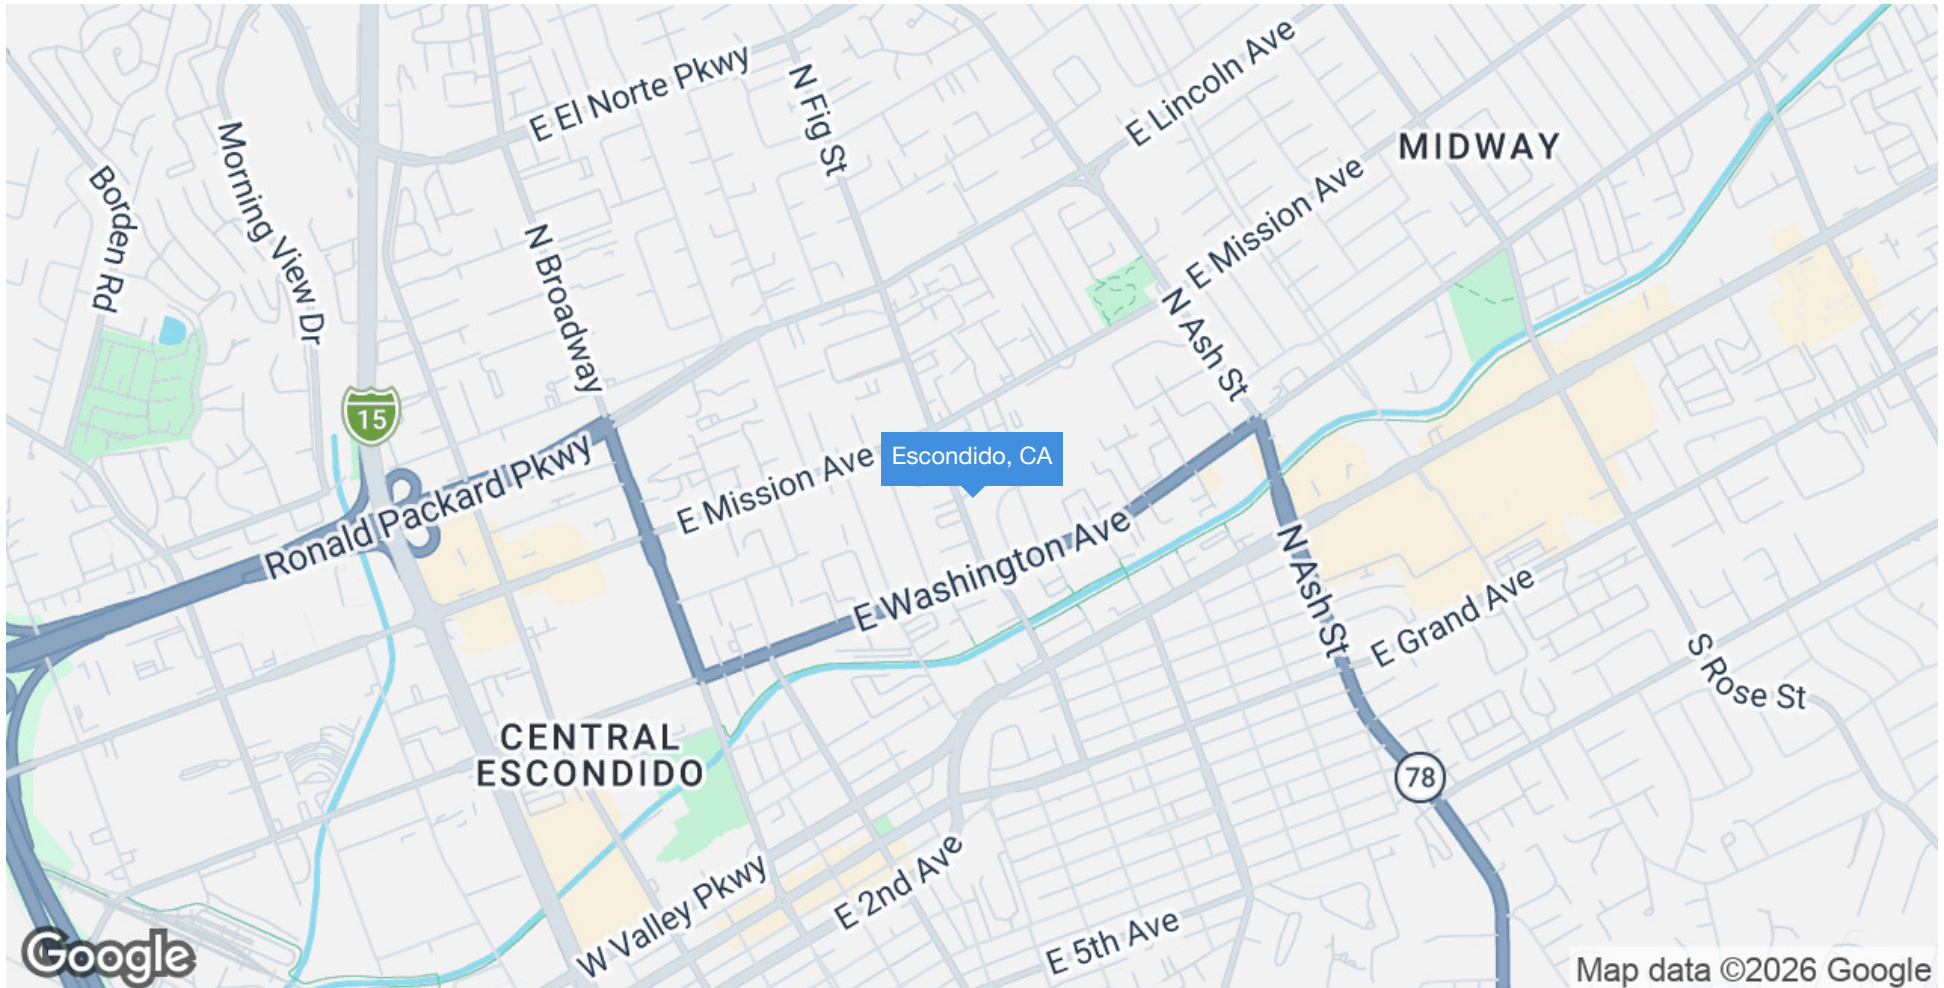 E El Norte Pkwy
N Fig St
E Lincoln Ave
MIDWAY
Morning View Dr
Borden Rd
N Broadway
E Mission Ave
N Ash St
15
Ronald Packard Pkwy
E Mission Ave
Escondido, CA
E Washington Ave
N Ash St
E Grand Ave
S Rose St
CENTRAL
ESCONDIDO
78
W Valley Pkwy
E 2nd Ave
E 5th Ave
Google
Map data ©2026 Google